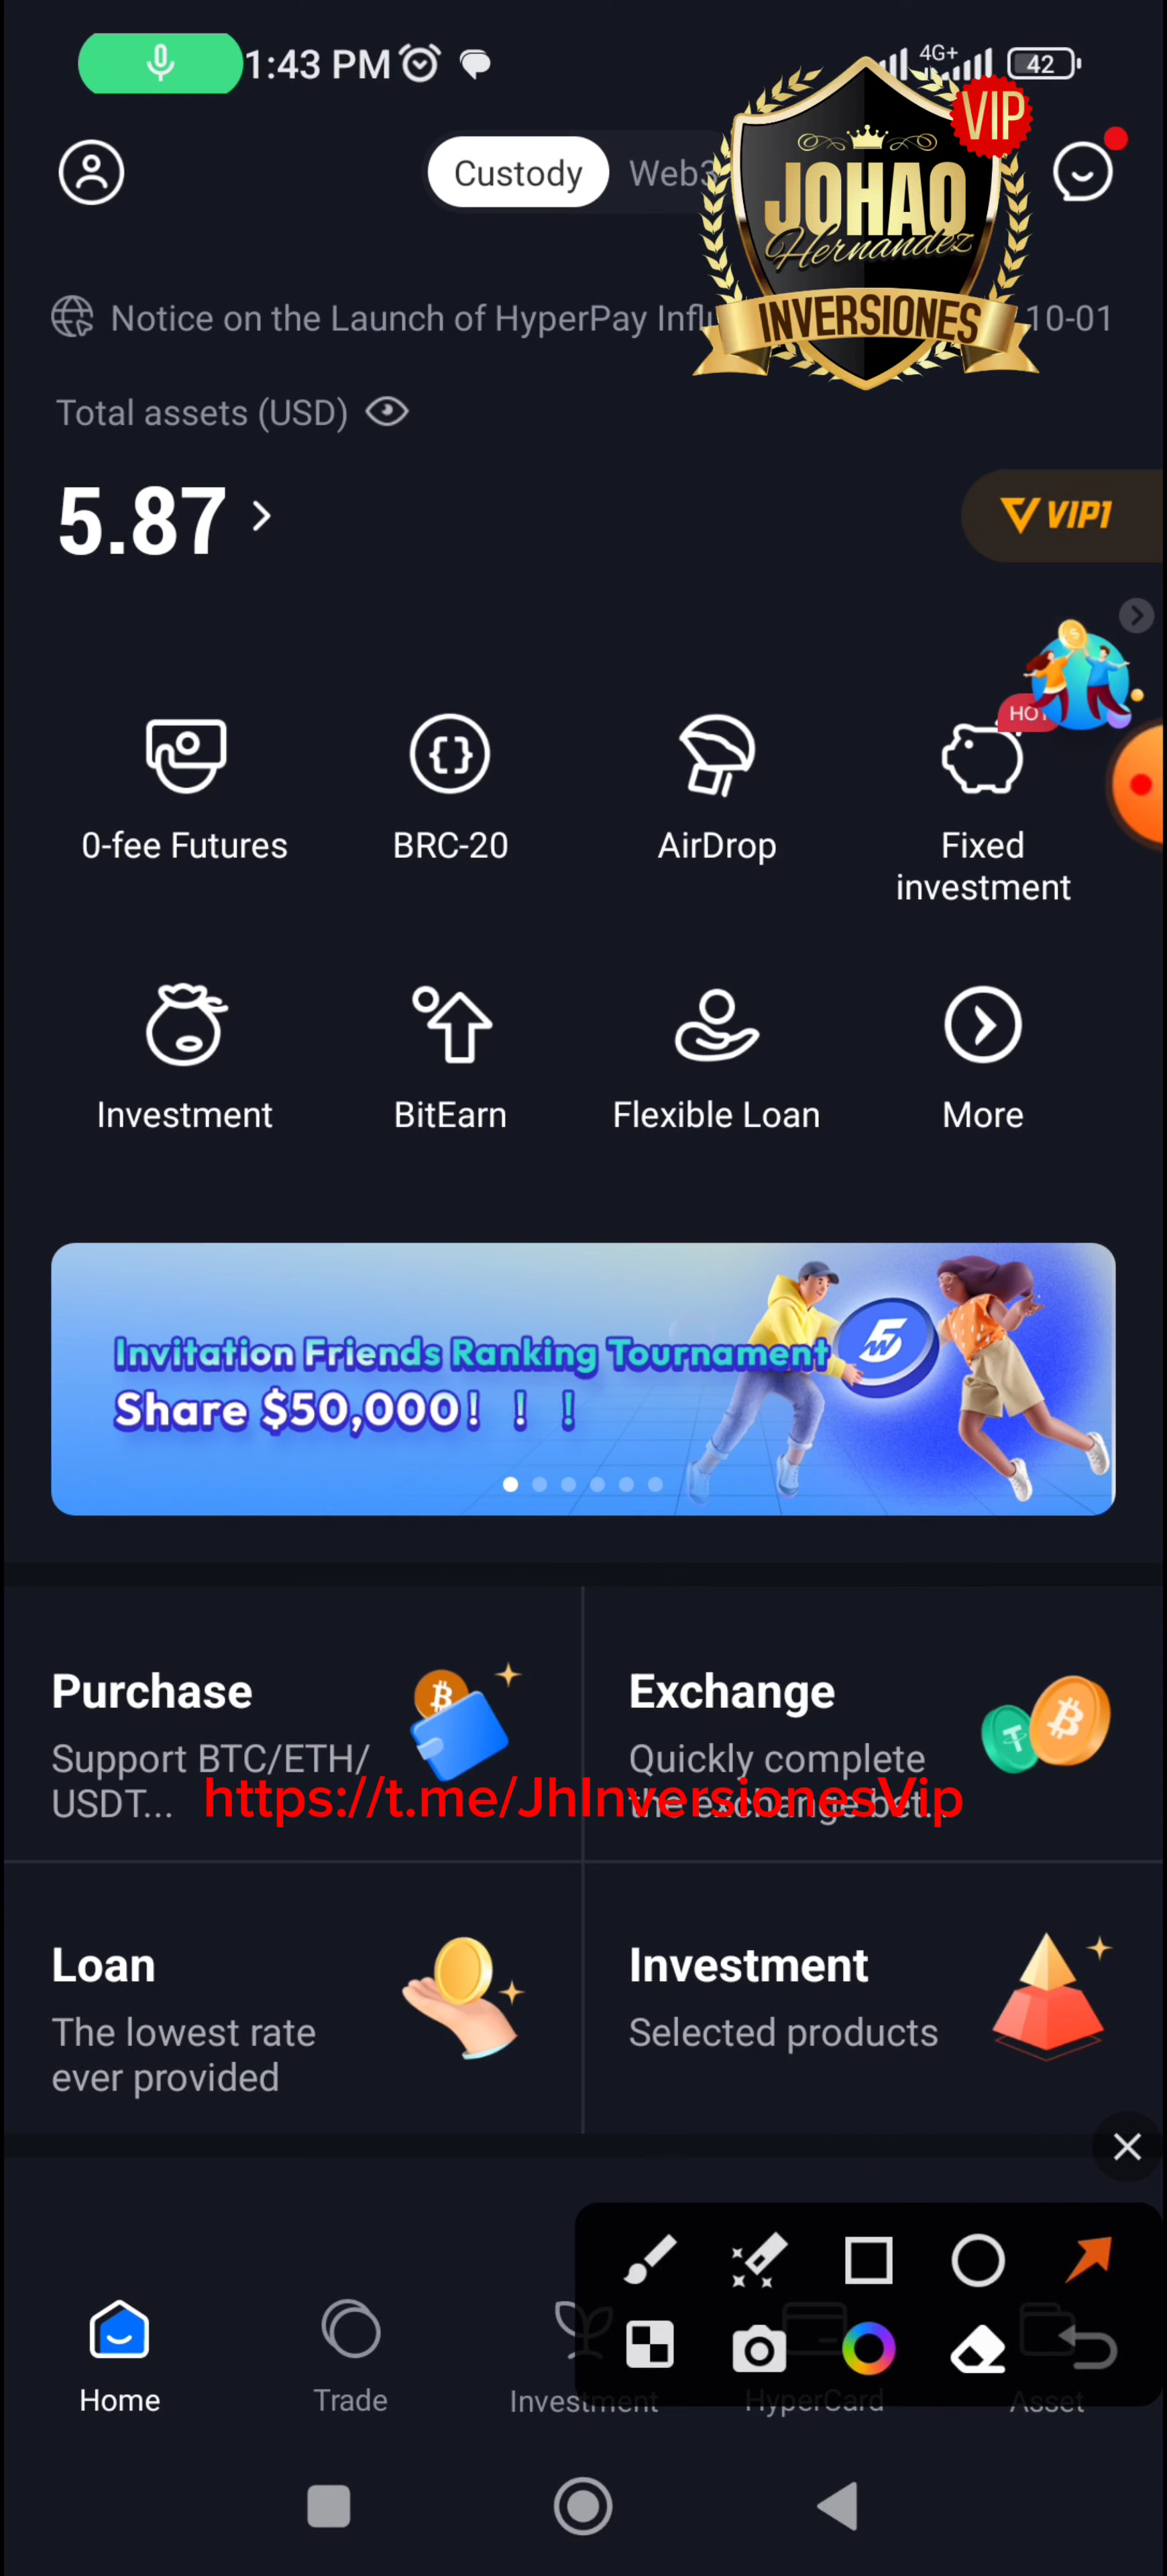 1:43 PM
4G+
42
VIP
Custody
Web3
JOHAO
Hernandez
INVERSIONES
Notice on the Launch of HyperPay
10-01
Total assets (USD)
5.87
VIP1
HOT
0-fee Futures
BRC-20
AirDrop
Fixed
investment
Investment
BitEarn
Flexible Loan
More
Invitation Friends Ranking Tournament
Share $50,000! ! !
Purchase
Exchange
Support BTC/ETH/
USDT...
Quickly complete
the exchange bet...
https://t.me/JhInversionesVip
Loan
Investment
The lowest rate
ever provided
Selected products
Home
Trade
Investment
HyperCard
Asset